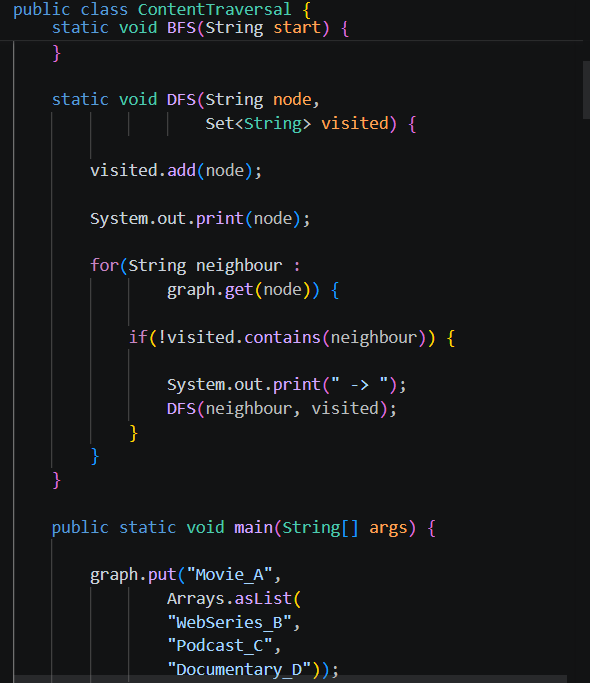 public class ContentTraversal {
    static void BFS(String start) {
    }
    static void DFS(String node,
                    Set<String> visited) {
        visited.add(node);
        System.out.print(node);
        for(String neighbour :
                graph.get(node)) {
            if(!visited.contains(neighbour)) {
                System.out.print(" -> ");
                DFS(neighbour, visited);
            }
        }
    }
    public static void main(String[] args) {
        graph.put("Movie_A",
                Arrays.asList(
                "WebSeries_B",
                "Podcast_C",
                "Documentary_D"));